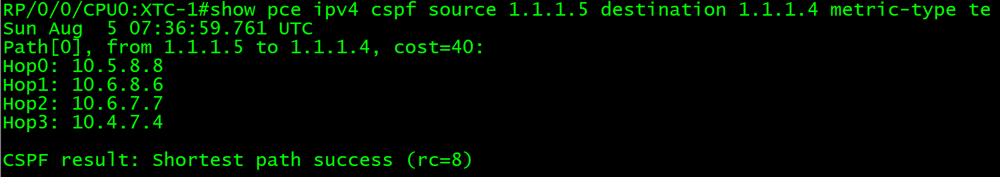 RP/0/0/CPU0:XTC-1#show pce ipv4 cspf source 1.1.1.5 destination 1.1.1.4 metric-type te
Sun Aug  5 07:36:59.761 UTC
Path[0], from 1.1.1.5 to 1.1.1.4, cost=40:
Hop0: 10.5.8.8
Hop1: 10.6.8.6
Hop2: 10.6.7.7
Hop3: 10.4.7.4
CSPF result: Shortest path success (rc=8)